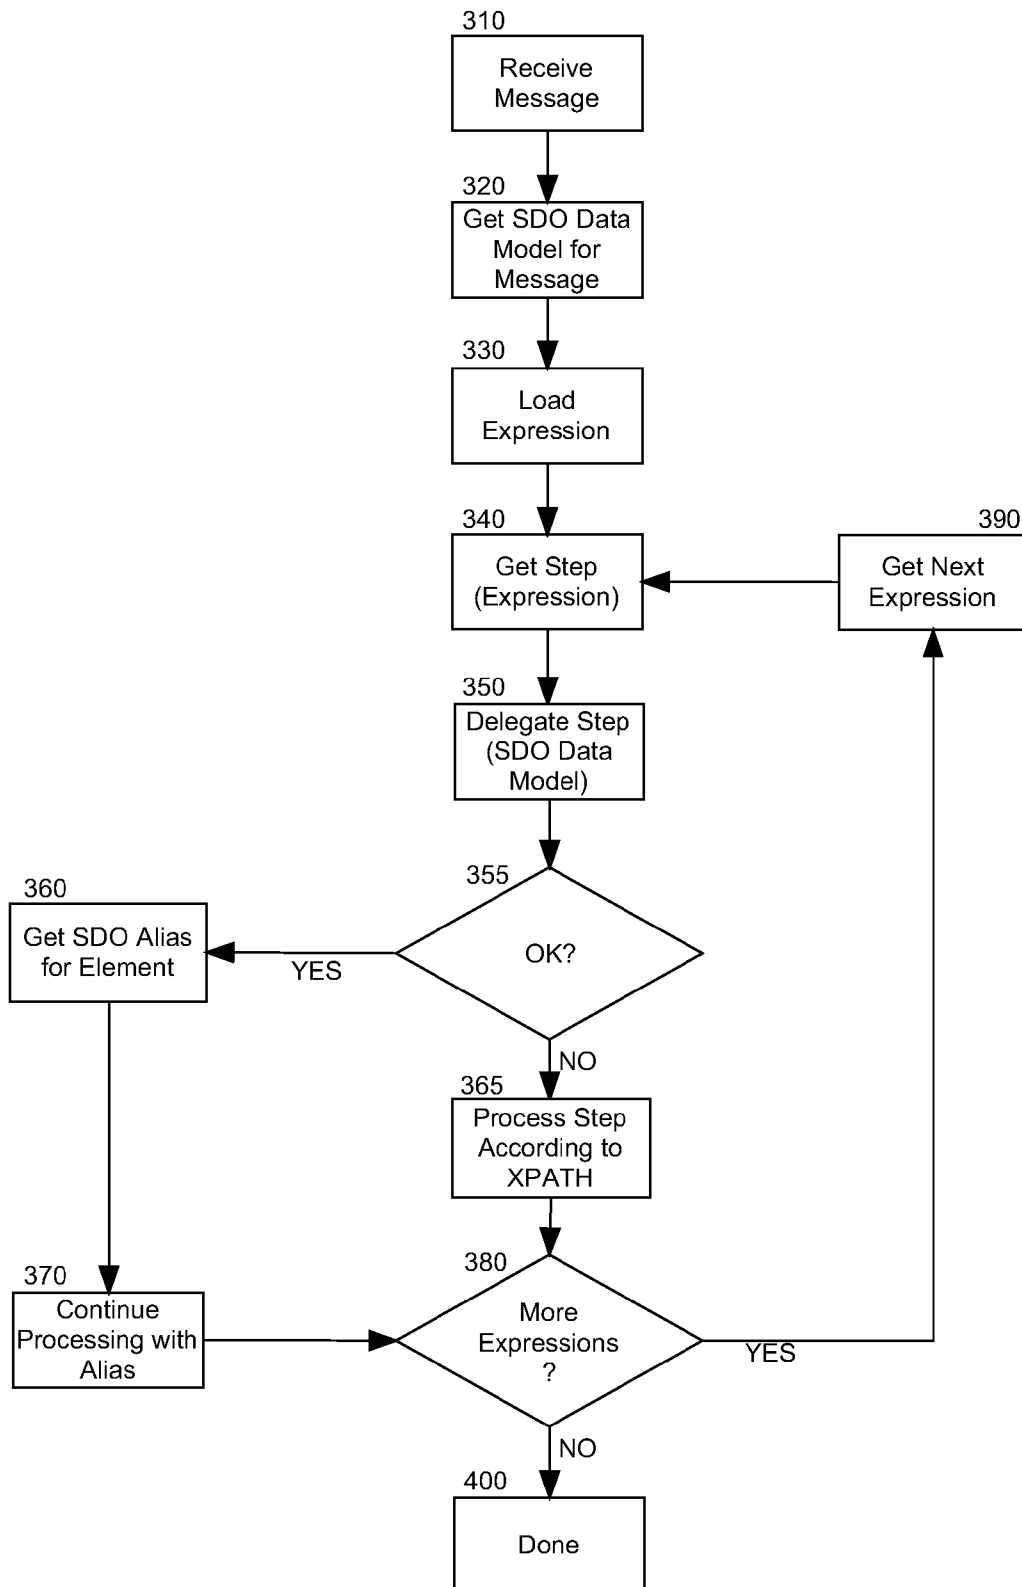 310
Receive
Message
320
Get SDO Data
Model for
Message
330
Load
Expression
340
Get Step
(Expression)
390
Get Next
Expression
350
Delegate Step
(SDO Data
Model)
355
OK?
YES
NO
360
Get SDO Alias
for Element
365
Process Step
According to
XPATH
370
Continue
Processing with
Alias
380
More
Expressions
?
YES
NO
400
Done